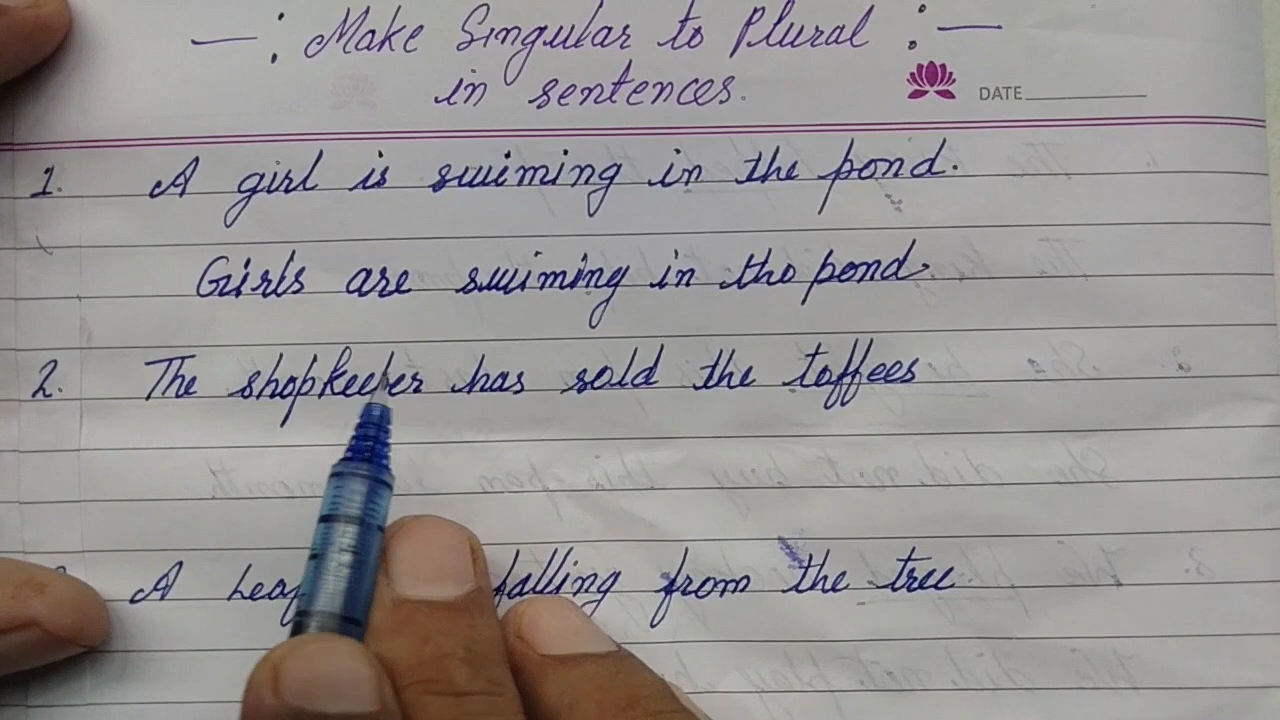 —: Make Singular to Plural :—
in sentences.
DATE
1. A girl is swiming in the pond.
Girls are swiming in the pond.
2. The shopkeeper has sold the toffees
A falling from the tree